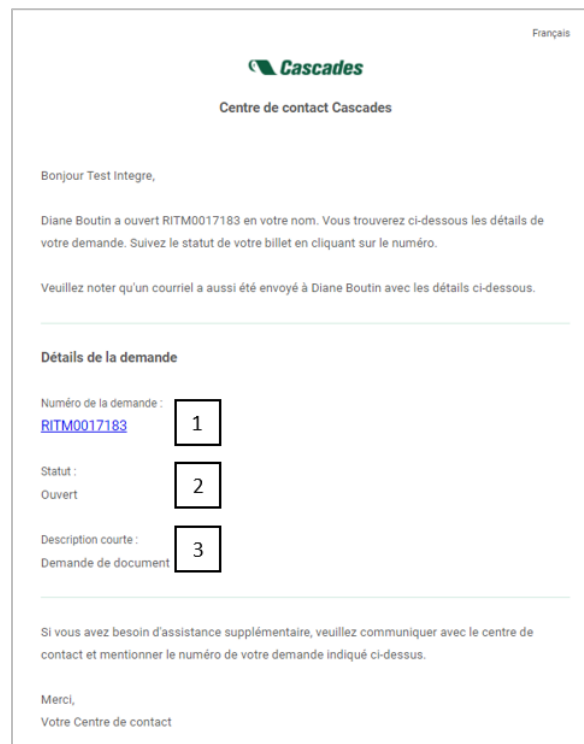 Français
Cascades
Centre de contact Cascades
Bonjour Test Integre,
Diane Boutin a ouvert RITM0017183 en votre nom. Vous trouverez ci-dessous les détails de
votre demande. Suivez le statut de votre billet en cliquant sur le numéro.
Veuillez noter qu'un courriel a aussi été envoyé à Diane Boutin avec les détails ci-dessous.
Détails de la demande
Numéro de la demande :
RITM0017183
1
Statut :
Ouvert
2
Description courte :
Demande de document
3
Si vous avez besoin d'assistance supplémentaire, veuillez communiquer avec le centre de
contact et mentionner le numéro de votre demande indiqué ci-dessus.
Merci,
Votre Centre de contact